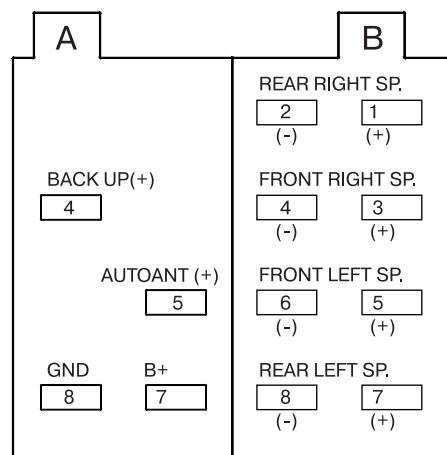 A
B
BACK UP(+)
4
AUTOANT (+)
5
GND B+
8 7
REAR RIGHT SP.
2 1
(-) (+)
FRONT RIGHT SP.
4 3
(-) (+)
FRONT LEFT SP.
6 5
(-) (+)
REAR LEFT SP.
8 7
(-) (+)